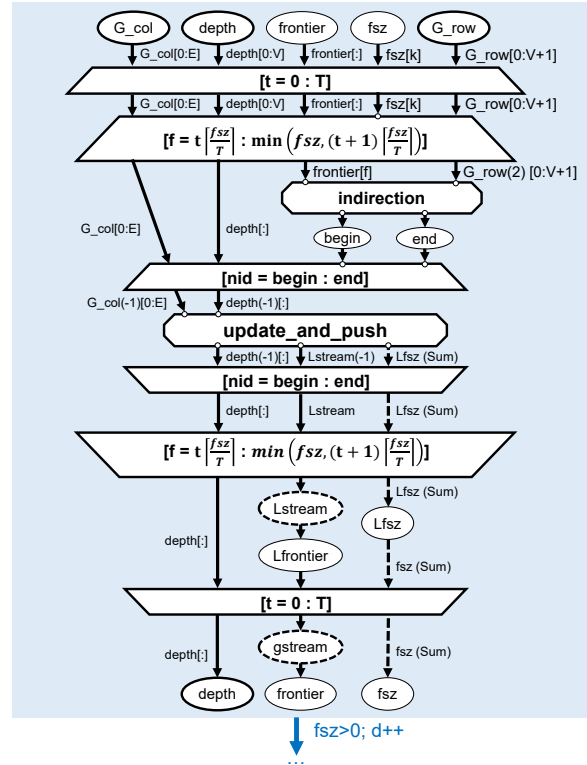 G_col depth frontier fsz G_row
G_col[0:E] depth[0:V] frontier[:] fsz[k] G_row[0:V+1]
[t = 0 : T]
G_col[0:E] depth[0:V] frontier[:] fsz[k] G_row[0:V+1]
[f = t ⌈fsz/T⌉ : min (fsz, (t + 1) ⌈fsz/T⌉)]
frontier[f] G_row(2) [0:V+1]
indirection
G_col[0:E] depth[:] begin end
[nid = begin : end]
G_col(-1)[0:E] depth(-1)[:]
update_and_push
depth(-1)[:] Lstream(-1) Lfsz (Sum)
[nid = begin : end]
depth[:] Lstream Lfsz (Sum)
[f = t ⌈fsz/T⌉ : min (fsz, (t + 1) ⌈fsz/T⌉)]
Lfsz (Sum)
Lstream
Lfsz
depth[:] Lfrontier fsz (Sum)
[t = 0 : T]
depth[:] gstream fsz (Sum)
depth frontier fsz
fsz>0; d++
...